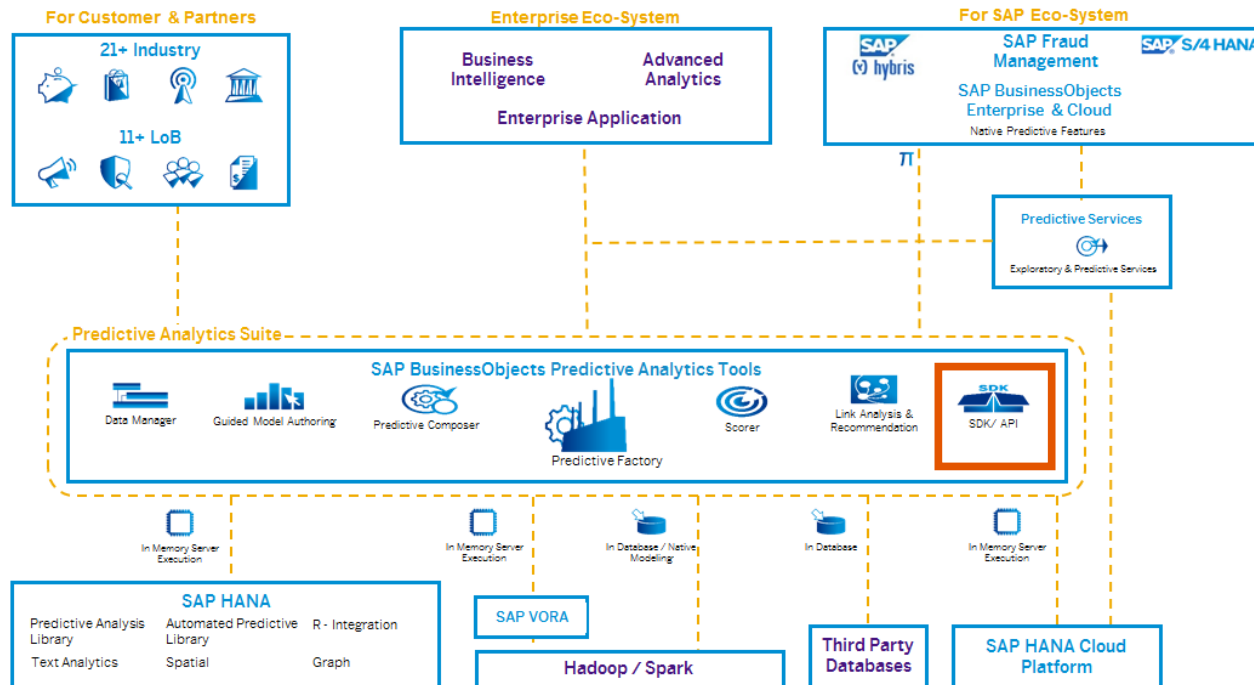 For Customer & Partners
Enterprise Eco-System
For SAP Eco-System
21+ Industry
11+ LoB
Business
Intelligence
Advanced
Analytics
Enterprise Application
SAP
(y) hybris
SAP Fraud
Management
SAP S/4 HANA
SAP BusinessObjects
Enterprise & Cloud
Native Predictive Features
π
Predictive Services
Exploratory & Predictive Services
Predictive Analytics Suite
SAP BusinessObjects Predictive Analytics Tools
Data Manager
Guided Model Authoring
Predictive Composer
Predictive Factory
Scorer
Link Analysis &
Recommendation
SDK
SDK/ API
In Memory Server
Execution
In Memory Server
Execution
In Database / Native
Modeling
In Database
In Memory Server
Execution
SAP HANA
Predictive Analysis
Library
Automated Predictive
Library
R - Integration
Text Analytics
Spatial
Graph
SAP VORA
Hadoop / Spark
Third Party
Databases
SAP HANA Cloud
Platform